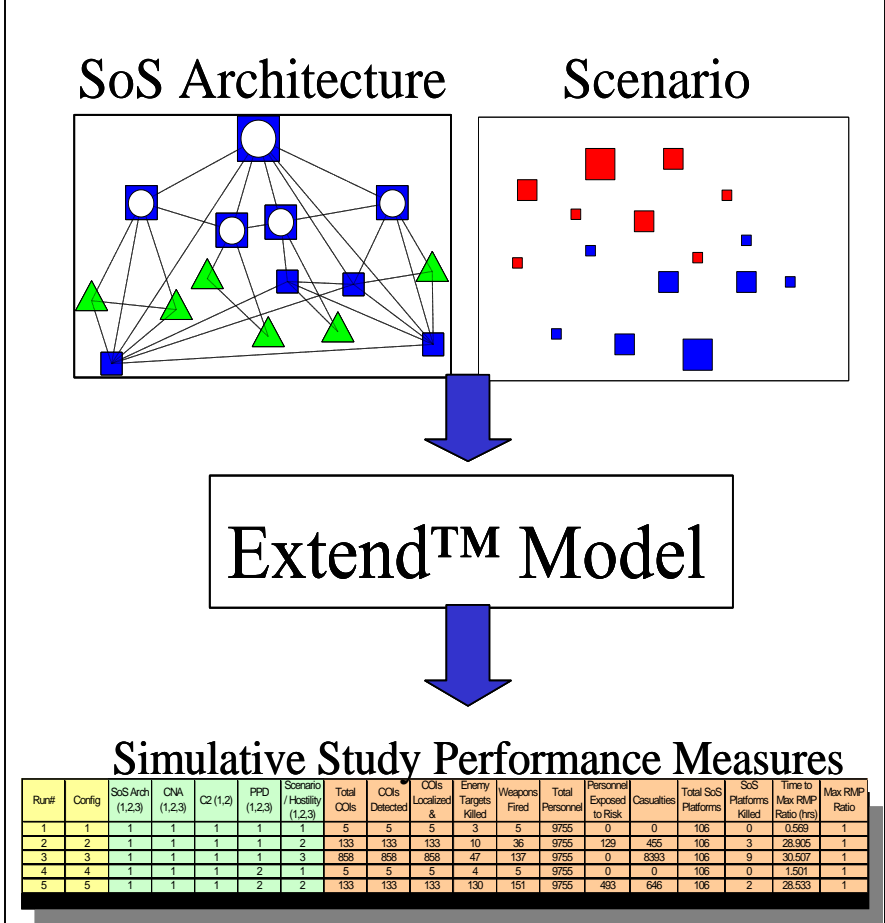 SoS Architecture
Scenario
Extend™ Model
Simulative Study Performance Measures
Run# Config SoS Arch (1,2,3) CNA (1,2,3) C2 (1,2) PPD (1,2,3) Scenario / Hostility (1,2,3) Total COIs COIs Detected COIs Localized & Enemy Targets Killed Weapons Fired Total Personnel Personnel Exposed to Risk Casualties Total SoS Platforms SoS Platforms Killed Time to Max RMP Ratio (hrs) Max RMP Ratio
1 1 1 1 1 1 1 5 5 5 3 5 9755 0 0 106 0 0.569 1
2 2 1 1 1 1 2 133 133 133 10 36 9755 129 455 106 3 28.905 1
3 3 1 1 1 1 3 858 858 858 47 137 9755 0 8393 106 9 30.507 1
4 4 1 1 1 2 1 5 5 5 4 5 9755 0 0 106 0 1.501 1
5 5 1 1 1 2 2 133 133 133 130 151 9755 493 646 106 2 28.533 1